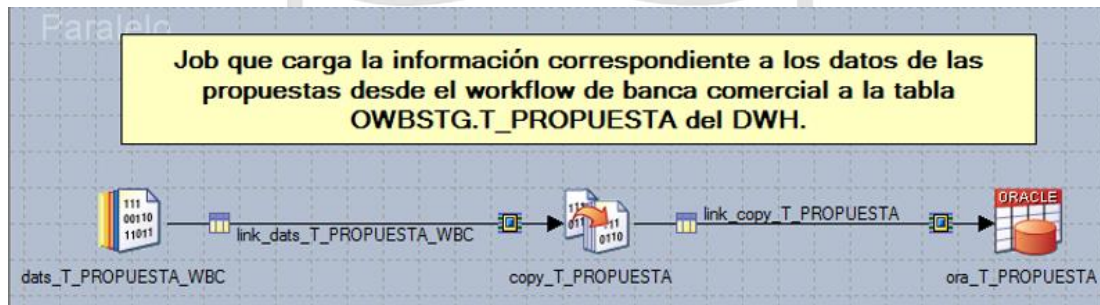 Paralelo
Job que carga la información correspondiente a los datos de las
propuestas desde el workflow de banca comercial a la tabla
OWBSTG.T_PROPUESTA del DWH.
111
00110
11011
ORACLE
link_dats_T_PROPUESTA_WBC
link_copy_T_PROPUESTA
0110
dats_T_PROPUESTA_WBC
copy_T_PROPUESTA
ora_T_PROPUESTA